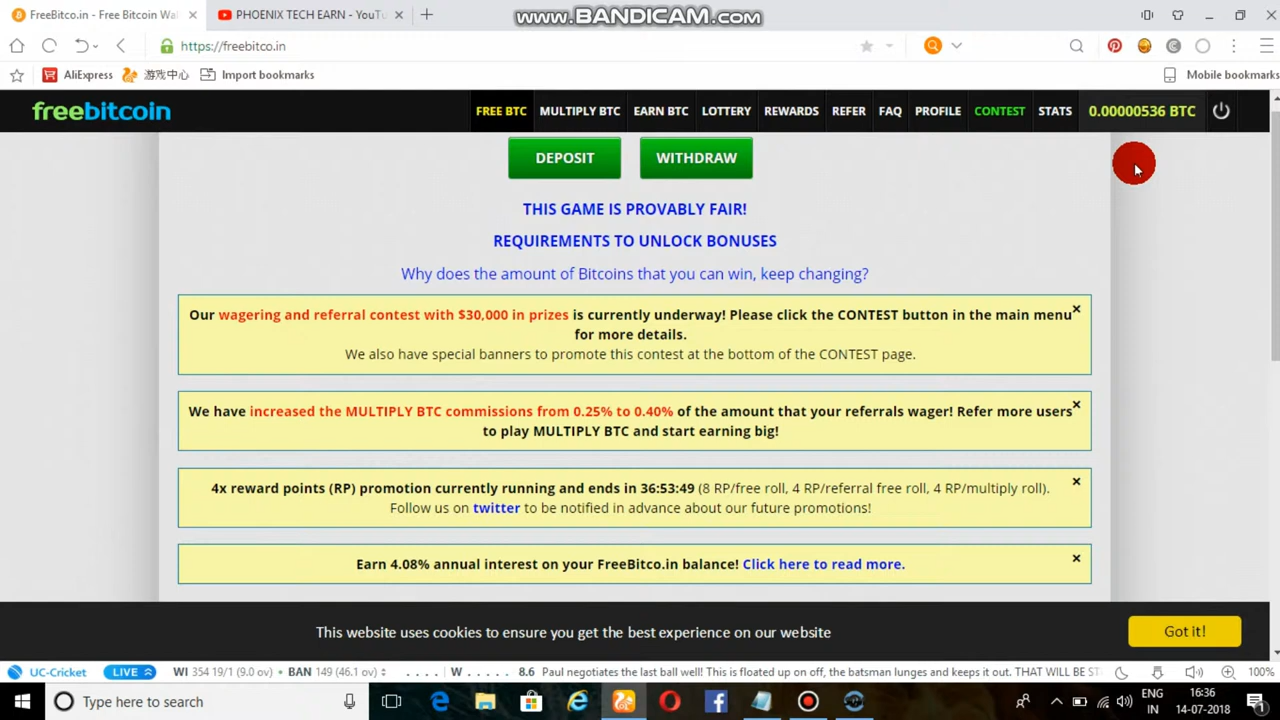 FreeBitco.in - Free Bitcoin Wal
PHOENIX TECH EARN - YouTu
www.BANDICAM.com
https://freebitco.in
AliExpress
游戏中心
Import bookmarks
Mobile bookmarks
freebitcoin
FREE BTC
MULTIPLY BTC
EARN BTC
LOTTERY
REWARDS
REFER
FAQ
PROFILE
CONTEST
STATS
0.00000536 BTC
DEPOSIT
WITHDRAW
THIS GAME IS PROVABLY FAIR!
REQUIREMENTS TO UNLOCK BONUSES
Why does the amount of Bitcoins that you can win, keep changing?
Our wagering and referral contest with $30,000 in prizes is currently underway! Please click the CONTEST button in the main menu
for more details.
We also have special banners to promote this contest at the bottom of the CONTEST page.
We have increased the MULTIPLY BTC commissions from 0.25% to 0.40% of the amount that your referrals wager! Refer more users
to play MULTIPLY BTC and start earning big!
4x reward points (RP) promotion currently running and ends in 36:53:49 (8 RP/free roll, 4 RP/referral free roll, 4 RP/multiply roll).
Follow us on twitter to be notified in advance about our future promotions!
Earn 4.08% annual interest on your FreeBitco.in balance! Click here to read more.
This website uses cookies to ensure you get the best experience on our website
Got it!
UC-Cricket
LIVE
WI 354 19/1 (9.0 ov) • BAN 149 (46.1 ov)
. . . . W . . . . . 8.6 Paul negotiates the last ball well! This is floated up on off, the batsman lunges and keeps it out. THAT WILL BE ST
100%
Type here to search
ENG
IN
16:36
14-07-2018
1